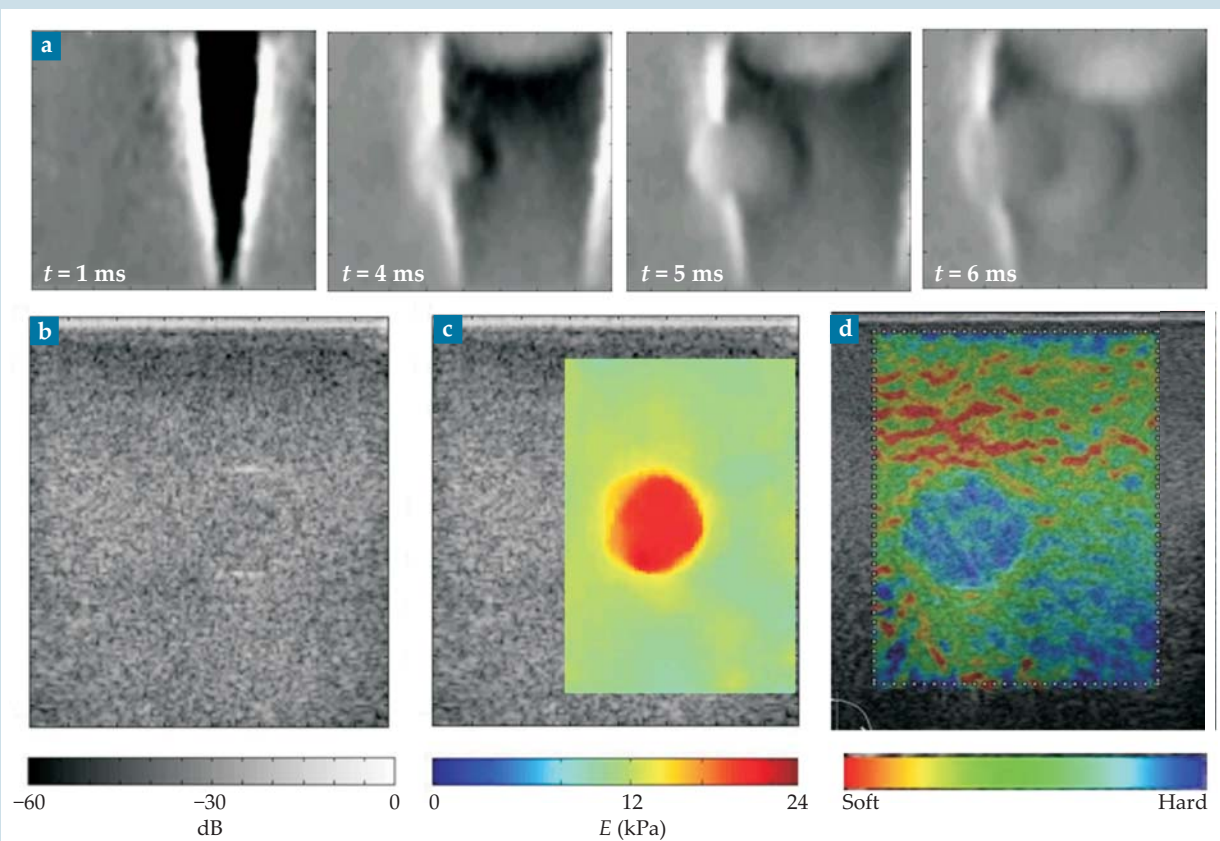 a
t = 1 ms
t = 4 ms
t = 5 ms
t = 6 ms
b
c
d
−60
−30
0
dB
0
12
24
E (kPa)
Soft
Hard